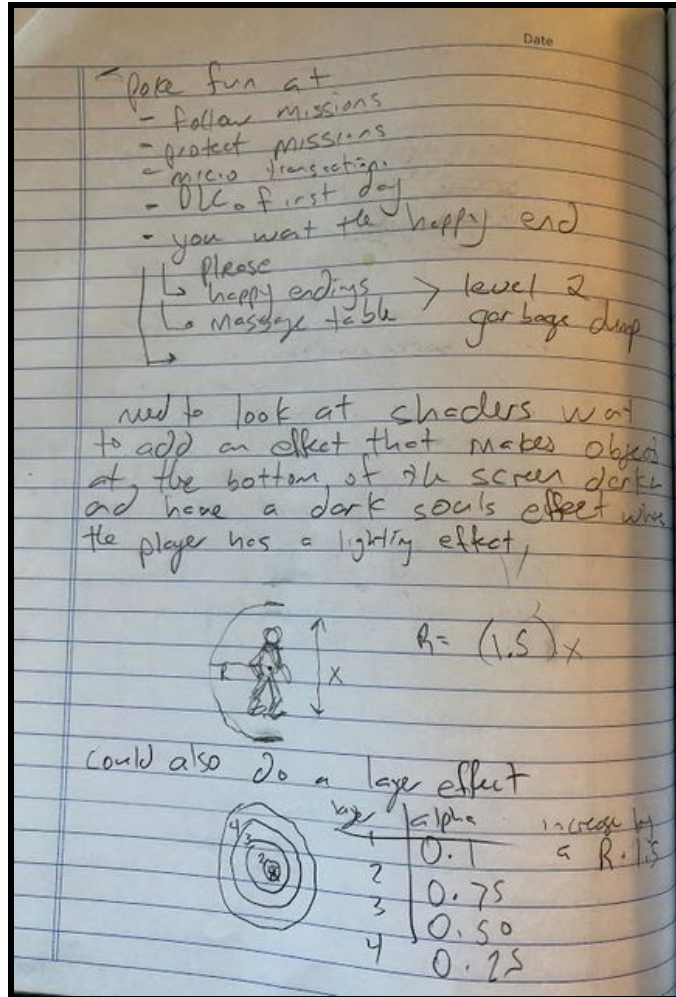 Date
Poke fun at
- follow missions
- protect missions
- micro transactions
- DLC. first day
- you want the happy end
please
happy endings > level 2
massage table garbage dump
need to look at shaders wat
to add an effect that makes objects
at the bottom of the screen darker
and have a dark souls effect where
the player has a lighting effect,
R X R= (1.5)X
could also do a layer effect
layer alpha increase by
1 0.1 a R.1.5
2 0.75
3 0.50
4 0.25
4 3 2